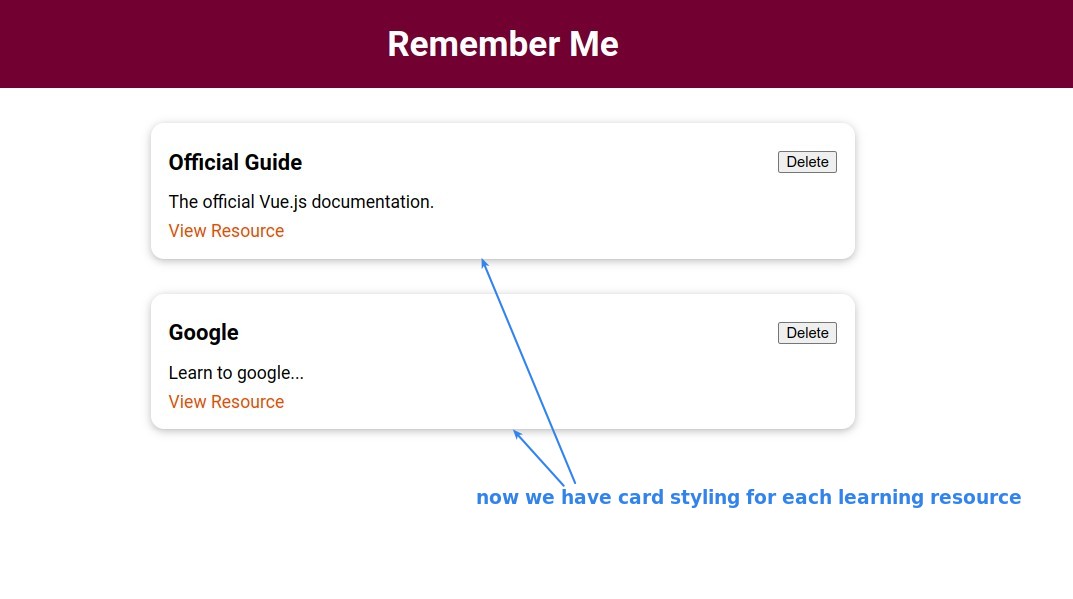 Remember Me
Official Guide
Delete
The official Vue.js documentation.
View Resource
Google
Delete
Learn to google...
View Resource
now we have card styling for each learning resource